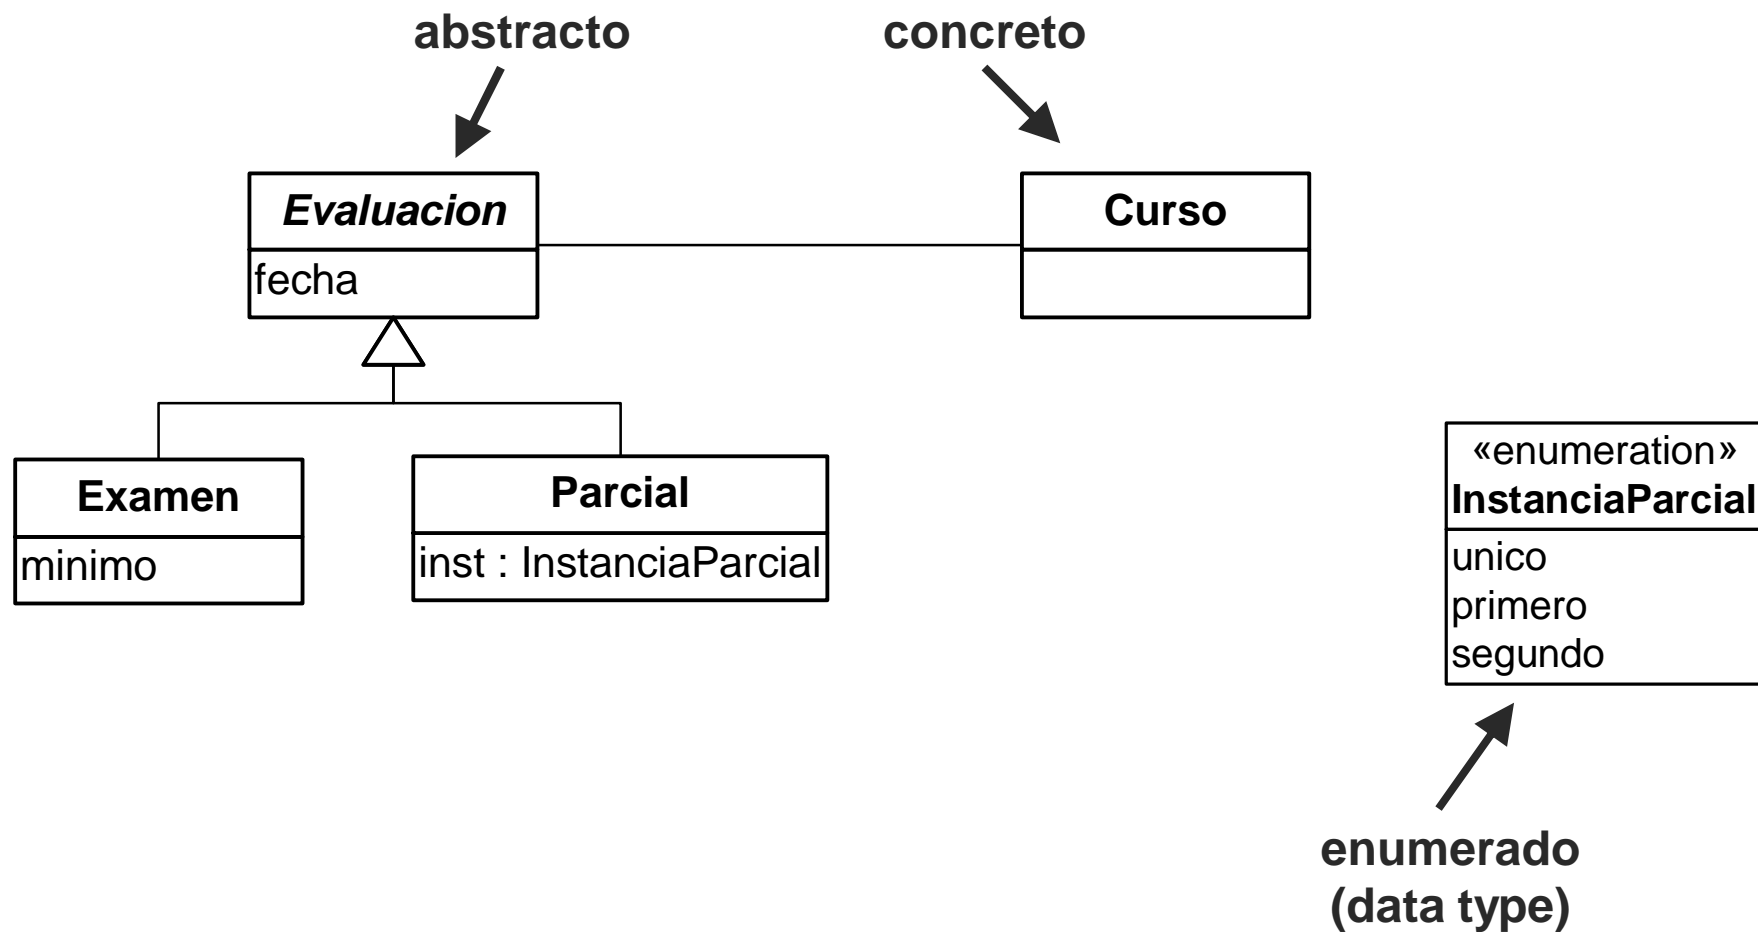 abstracto
concreto
Evaluacion
fecha
Curso
Examen
minimo
Parcial
inst : InstanciaParcial
«enumeration»
InstanciaParcial
unico
primero
segundo
enumerado
(data type)